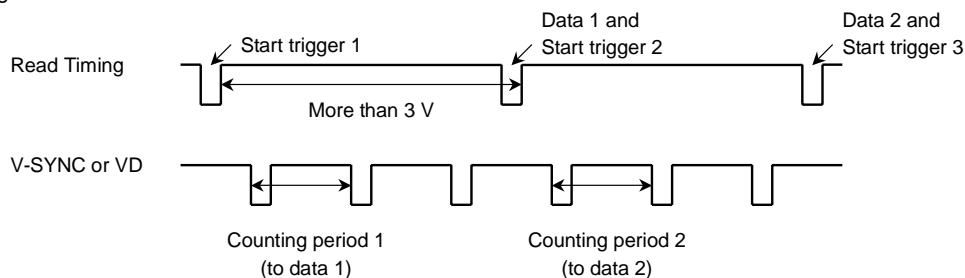 Start trigger 1
Data 1 and
Start trigger 2
Data 2 and
Start trigger 3
Read Timing
More than 3 V
V-SYNC or VD
Counting period 1
(to data 1)
Counting period 2
(to data 2)